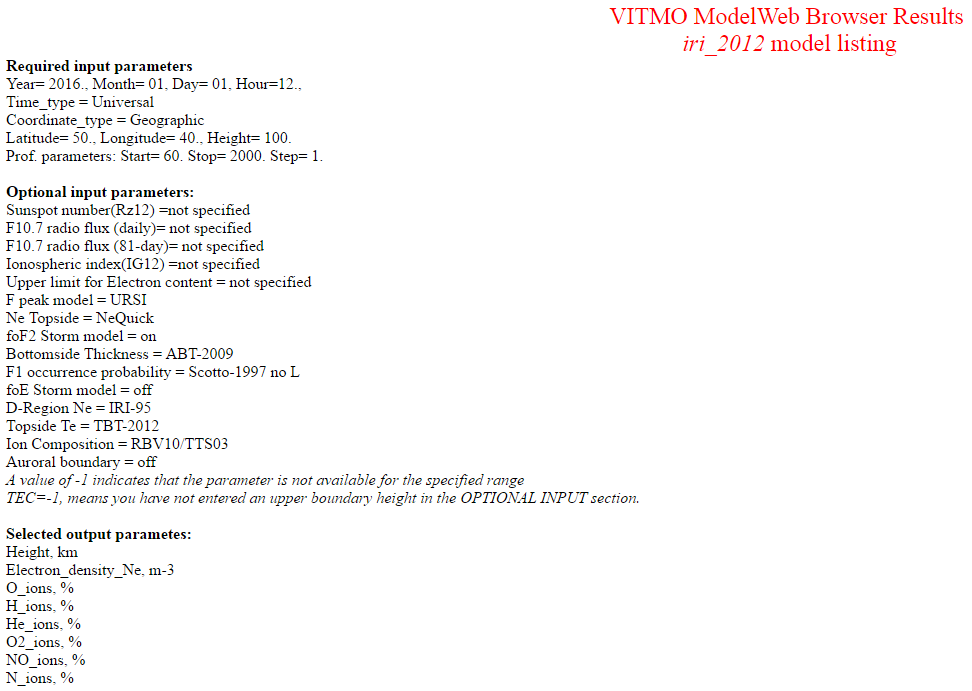 VITMO ModelWeb Browser Results
iri_2012 model listing
Required input parameters
Year= 2016., Month= 01, Day= 01, Hour=12.,
Time_type = Universal
Coordinate_type = Geographic
Latitude= 50., Longitude= 40., Height= 100.
Prof. parameters: Start= 60. Stop= 2000. Step= 1.
Optional input parameters:
Sunspot number(Rz12) =not specified
F10.7 radio flux (daily)= not specified
F10.7 radio flux (81-day)= not specified
Ionospheric index(IG12) =not specified
Upper limit for Electron content = not specified
F peak model = URSI
Ne Topside = NeQuick
foF2 Storm model = on
Bottomside Thickness = ABT-2009
F1 occurrence probability = Scotto-1997 no L
foE Storm model = off
D-Region Ne = IRI-95
Topside Te = TBT-2012
Ion Composition = RBV10/TTS03
Auroral boundary = off
A value of -1 indicates that the parameter is not available for the specified range
TEC=-1, means you have not entered an upper boundary height in the OPTIONAL INPUT section.
Selected output parametes:
Height, km
Electron_density_Ne, m-3
O_ions, %
H_ions, %
He_ions, %
O2_ions, %
NO_ions, %
N_ions, %